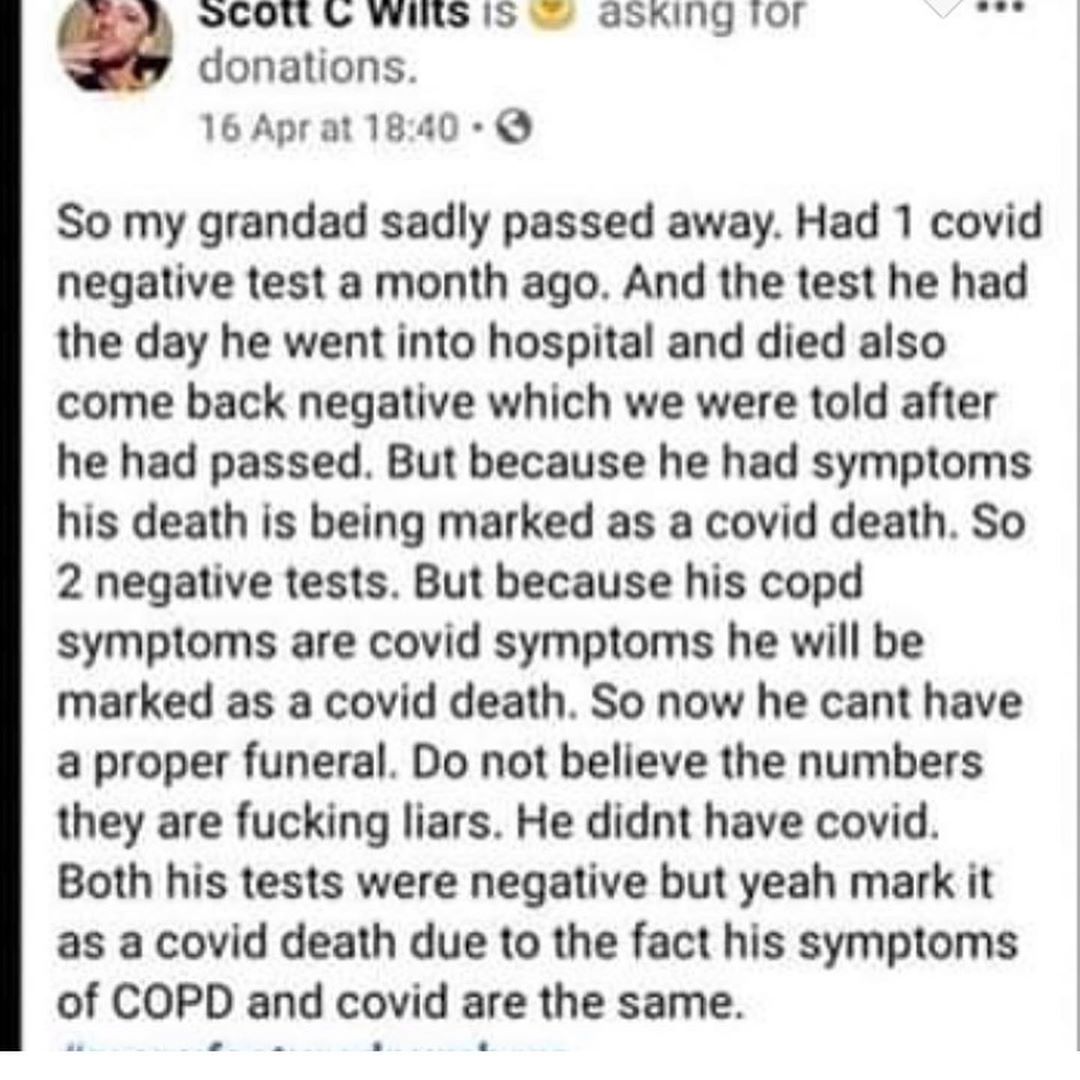 Scott C Wilts is 😊 asking for
donations.
16 Apr at 18:40 ·
So my grandad sadly passed away. Had 1 covid
negative test a month ago. And the test he had
the day he went into hospital and died also
come back negative which we were told after
he had passed. But because he had symptoms
his death is being marked as a covid death. So
2 negative tests. But because his copd
symptoms are covid symptoms he will be
marked as a covid death. So now he cant have
a proper funeral. Do not believe the numbers
they are fucking liars. He didnt have covid.
Both his tests were negative but yeah mark it
as a covid death due to the fact his symptoms
of COPD and covid are the same.